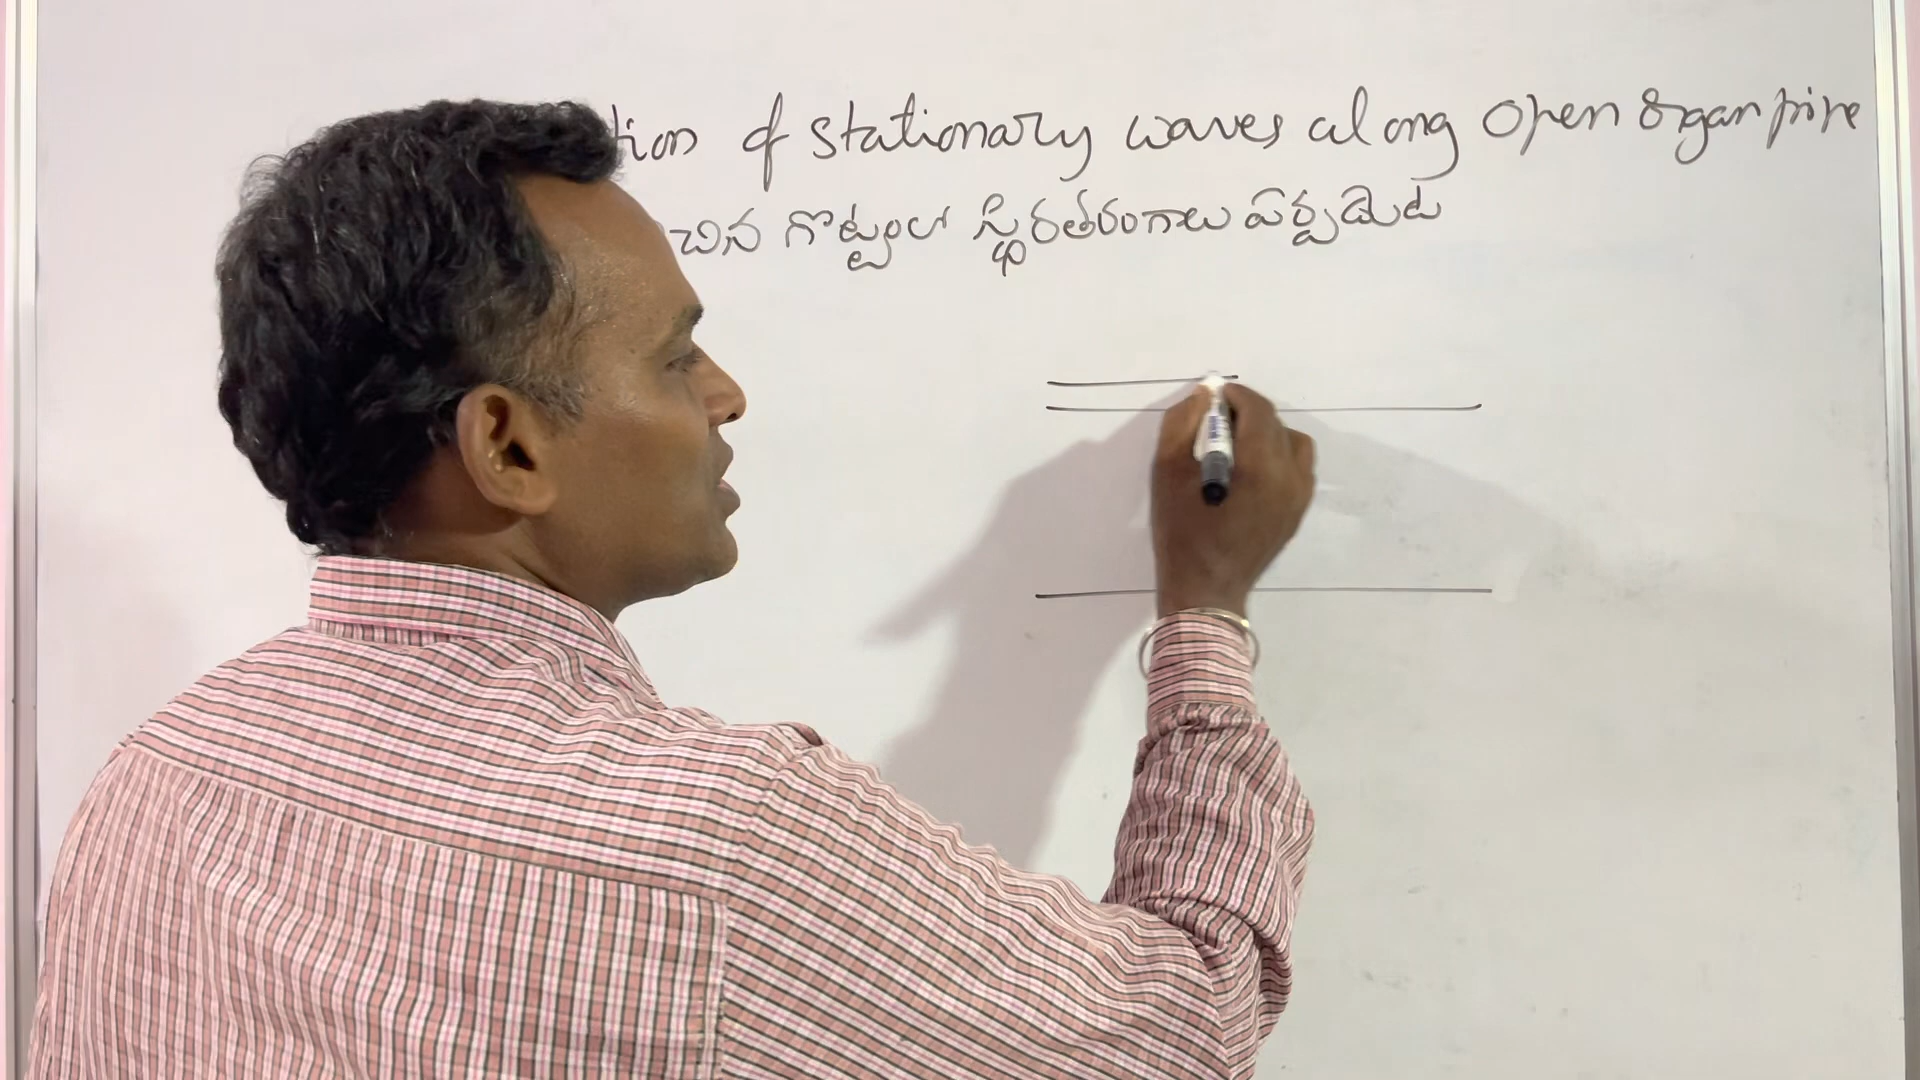 tion of stationary waves along open organ pipe
చిన గొట్టంలో స్థిరతరంగాలు ఏర్పడుట